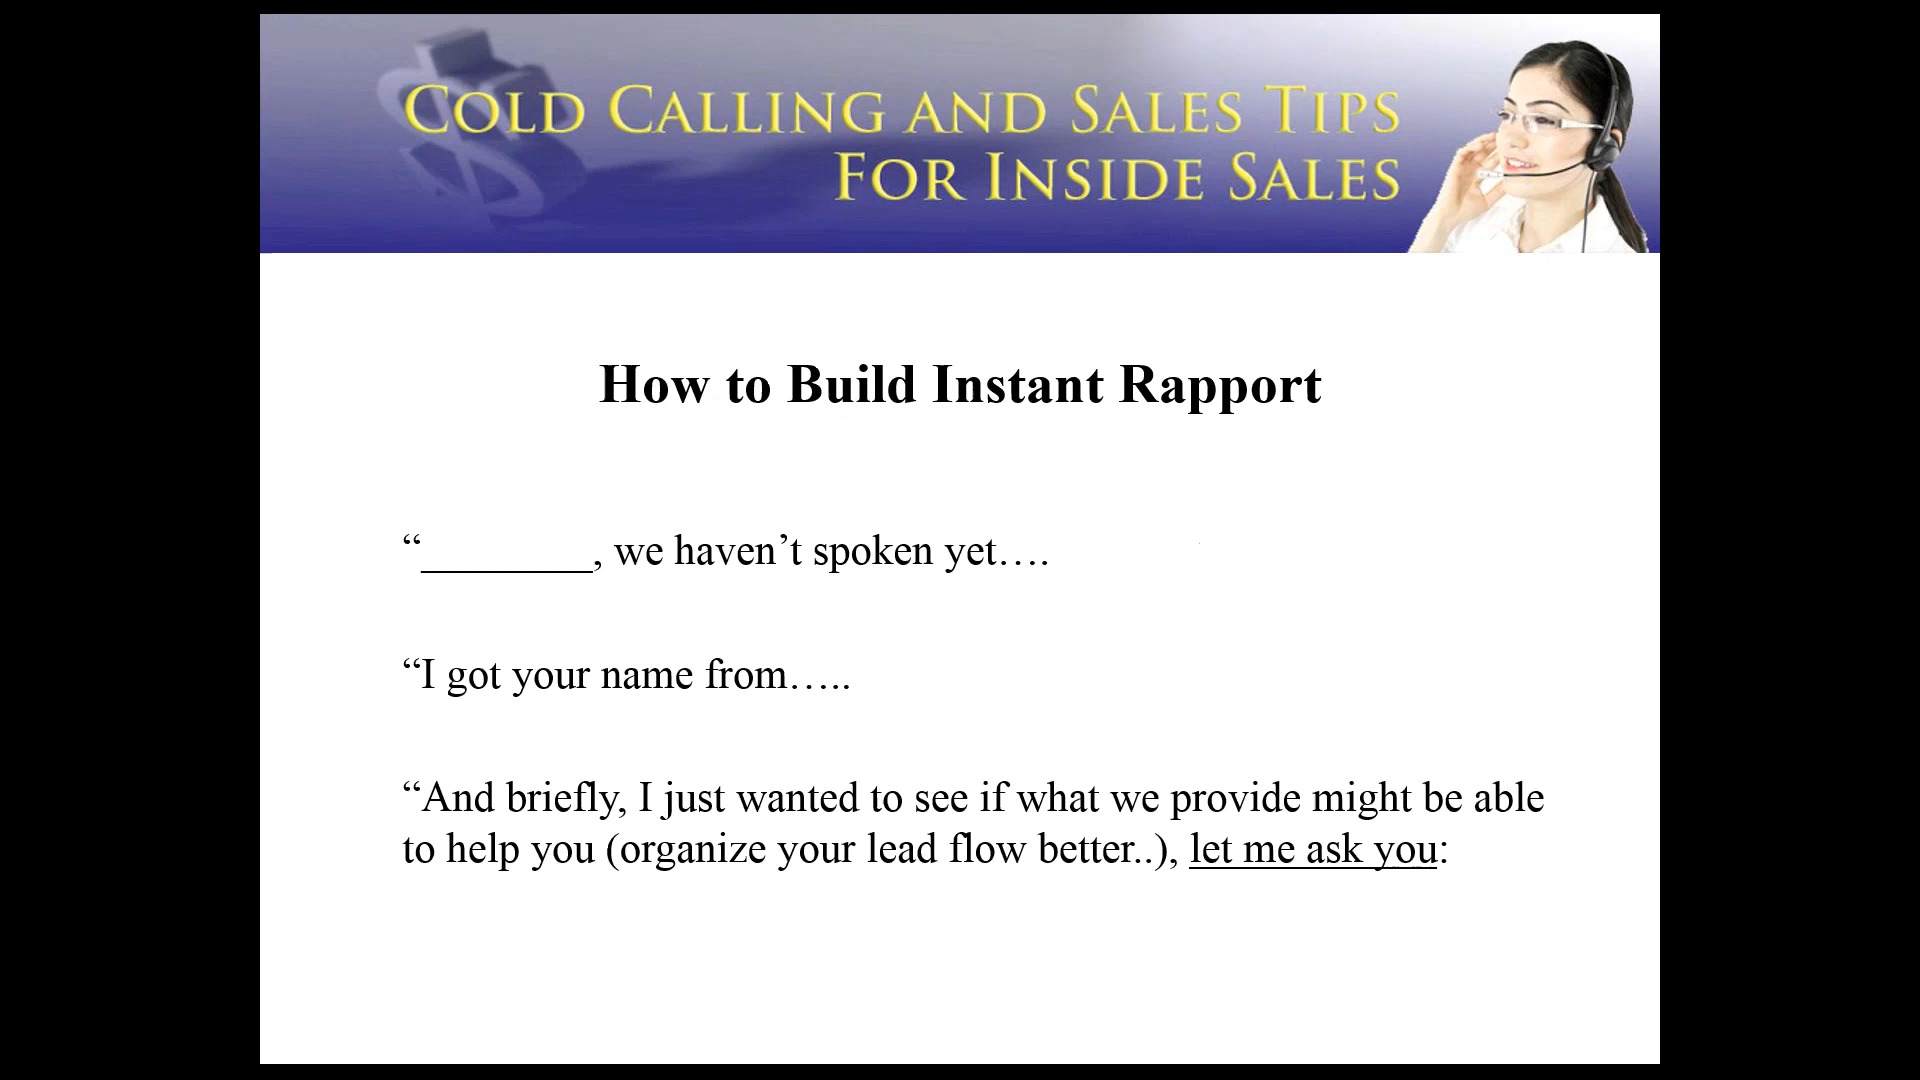 COLD CALLING AND SALES TIPS
FOR INSIDE SALES
How to Build Instant Rapport
“________, we haven’t spoken yet….
“I got your name from…..
“And briefly, I just wanted to see if what we provide might be able
to help you (organize your lead flow better..), let me ask you: